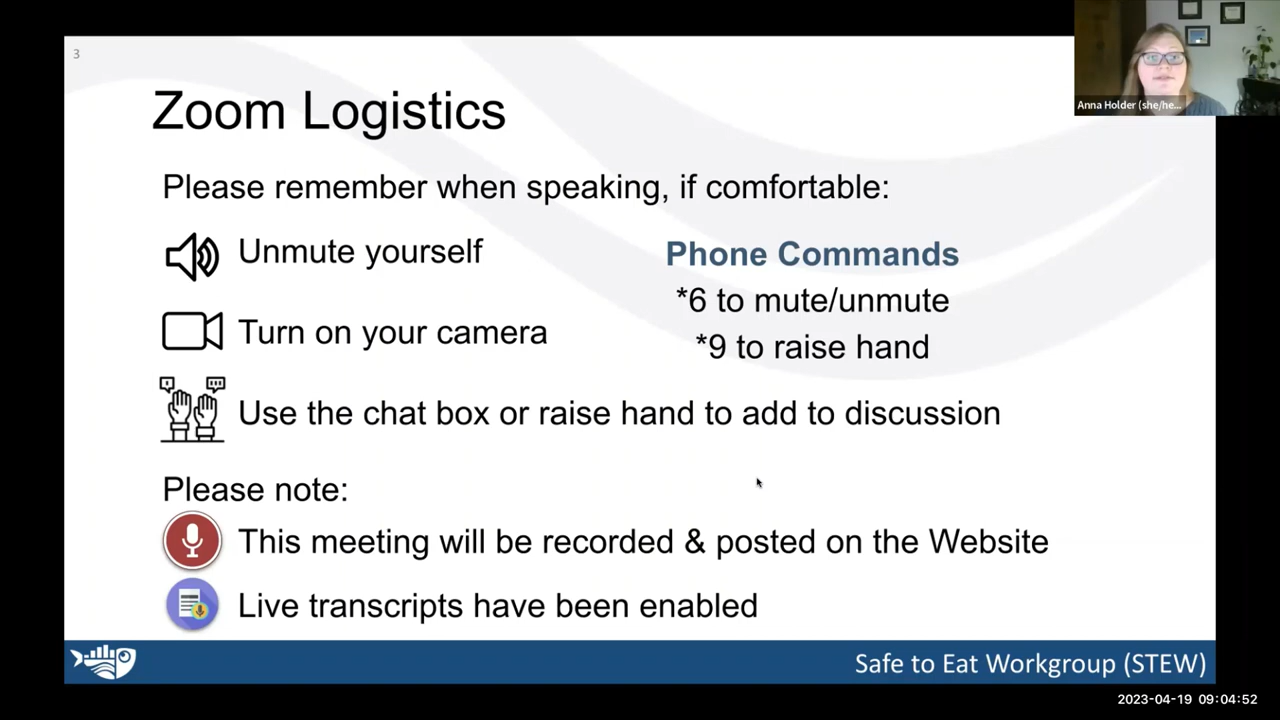 3
Zoom Logistics
Please remember when speaking, if comfortable:
Unmute yourself
Phone Commands
*6 to mute/unmute
Turn on your camera
*9 to raise hand
Use the chat box or raise hand to add to discussion
Please note:
This meeting will be recorded & posted on the Website
Live transcripts have been enabled
Safe to Eat Workgroup (STEW)
Anna Holder (she/he...
2023-04-19 09:04:52